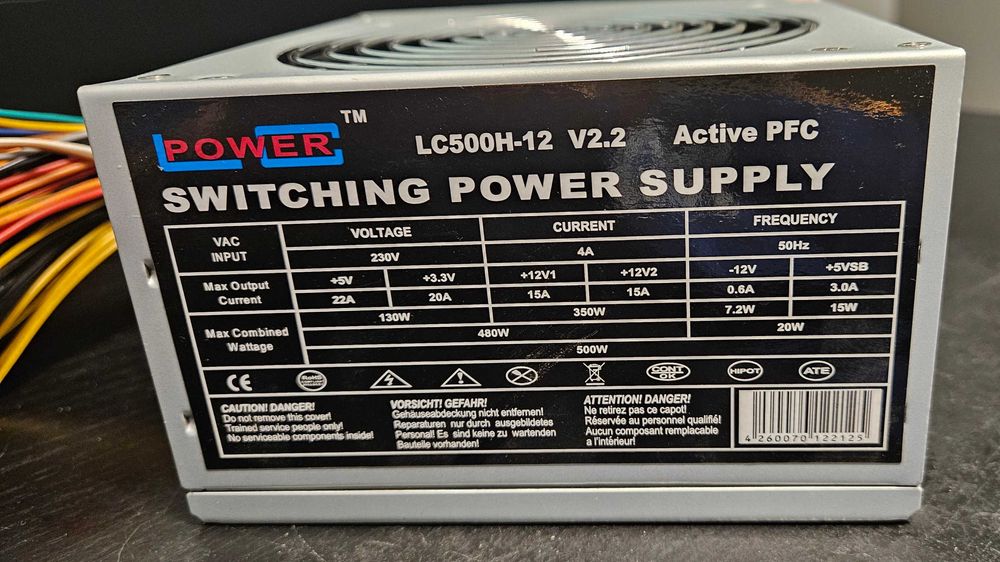 POWER TM
LC500H-12 V2.2 Active PFC
SWITCHING POWER SUPPLY
VAC INPUT VOLTAGE CURRENT FREQUENCY
230V 4A 50Hz
Max Output Current +5V +3.3V +12V1 +12V2 -12V +5VSB
22A 20A 15A 15A 0.6A 3.0A
Max Combined Wattage 130W 350W 7.2W 15W
480W 20W
500W
CE RoHS CONT OK HIPOT ATE
CAUTION! DANGER!
Do not remove this cover!
Trained service people only!
No serviceable components inside!
VORSICHT! GEFAHR!
Gehäuseabdeckung nicht entfernen!
Reparaturen nur durch ausgebildetes
Personal! Es sind keine zu wartenden
Bauteile vorhanden!
ATTENTION! DANGER!
Ne retirez pas ce capot!
Réservée au personnel qualifié!
Aucun composant remplacable
a l'intérieur!
4 260070 122125